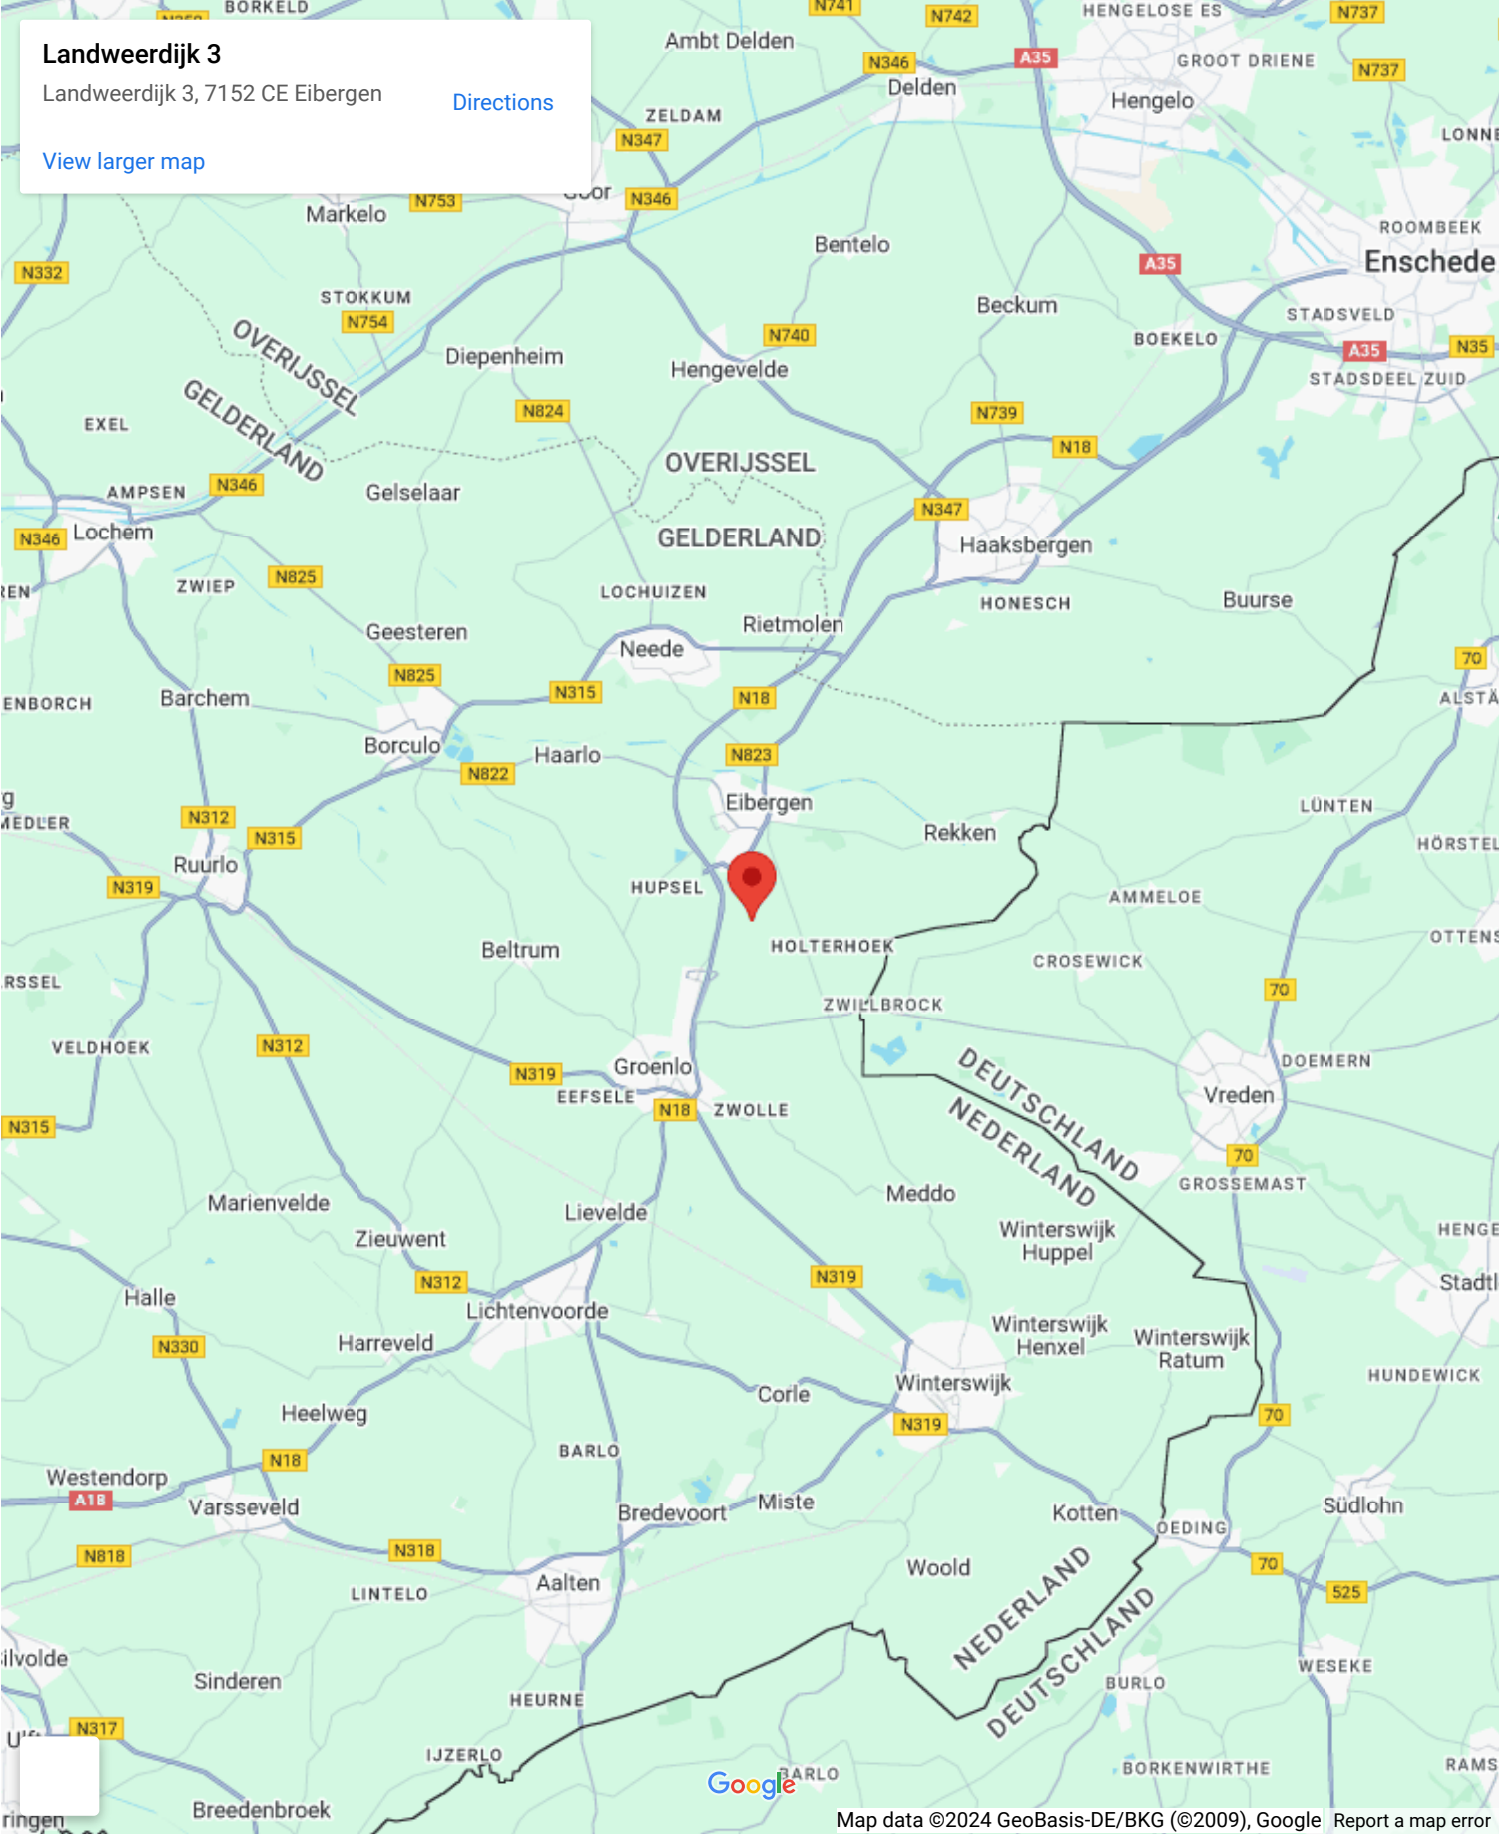 BORKELD
N741
N742
HENGELOSE ES
N737
Landweerdijk 3
Landweerdijk 3, 7152 CE Eibergen
Directions
View larger map
Ambt Delden
N346
A35
GROOT DRIENE
N737
Delden
Hengelo
ZELDAM
N347
LONNE
N753
N346
Markelo
ROOMBEEK
Bentelo
Enschede
N332
A35
STOKKUM
N754
Beckum
STADSVELD
OVERIJSSEL
GELDERLAND
N740
BOEKELO
Diepenheim
Hengevelde
A35
N35
STADSDEEL ZUID
N824
N739
EXEL
N18
OVERIJSSEL
N346
AMPSEN
Gelselaar
N347
Lochem
N346
GELDERLAND
Haaksbergen
N825
ZWIEP
LOCHUIZEN
HONESCH
Buurse
Geesteren
Rietmolen
Neede
70
N825
N315
N18
ENBORCH
Barchem
ALSTÄ
Borculo
Haarlo
N823
N822
Eibergen
LÜNTEN
MEDLER
N312
N315
Rekken
HÖRSTEL
Ruurlo
N319
HUPSEL
AMMELOE
OTTENS
Beltrum
HOLTERHOEK
CROSEWICK
RSSEL
70
ZWILLBROCK
VELDHOEK
N312
DOEMERN
Groenlo
N319
DEUTSCHLAND
NEDERLAND
EEFSELE
Vreden
N18
ZWOLLE
N315
70
GROSSEMAST
Meddo
Marienvelde
Lievelde
Winterswijk
Huppel
HENGE
Zieuwent
N319
N312
Stadtl
Halle
Lichtenvoorde
Winterswijk
Henxel
Winterswijk
Ratum
Harreveld
N330
HUNDEWICK
Corle
Winterswijk
Heelweg
N319
70
BARLO
N18
Westendorp
A18
Varsseveld
Bredevoort
Miste
Kotten
Südlohn
OEDING
N818
N318
Woold
70
Aalten
LINTELO
525
NEDERLAND
DEUTSCHLAND
ilvolde
Sinderen
WESEKE
BURLO
HEURNE
N317
IJZERLO
BORKENWIRTHE
RAMS
BARLO
Google
Breedenbroek
ringen
Map data ©2024 GeoBasis-DE/BKG (©2009), Google
Report a map error